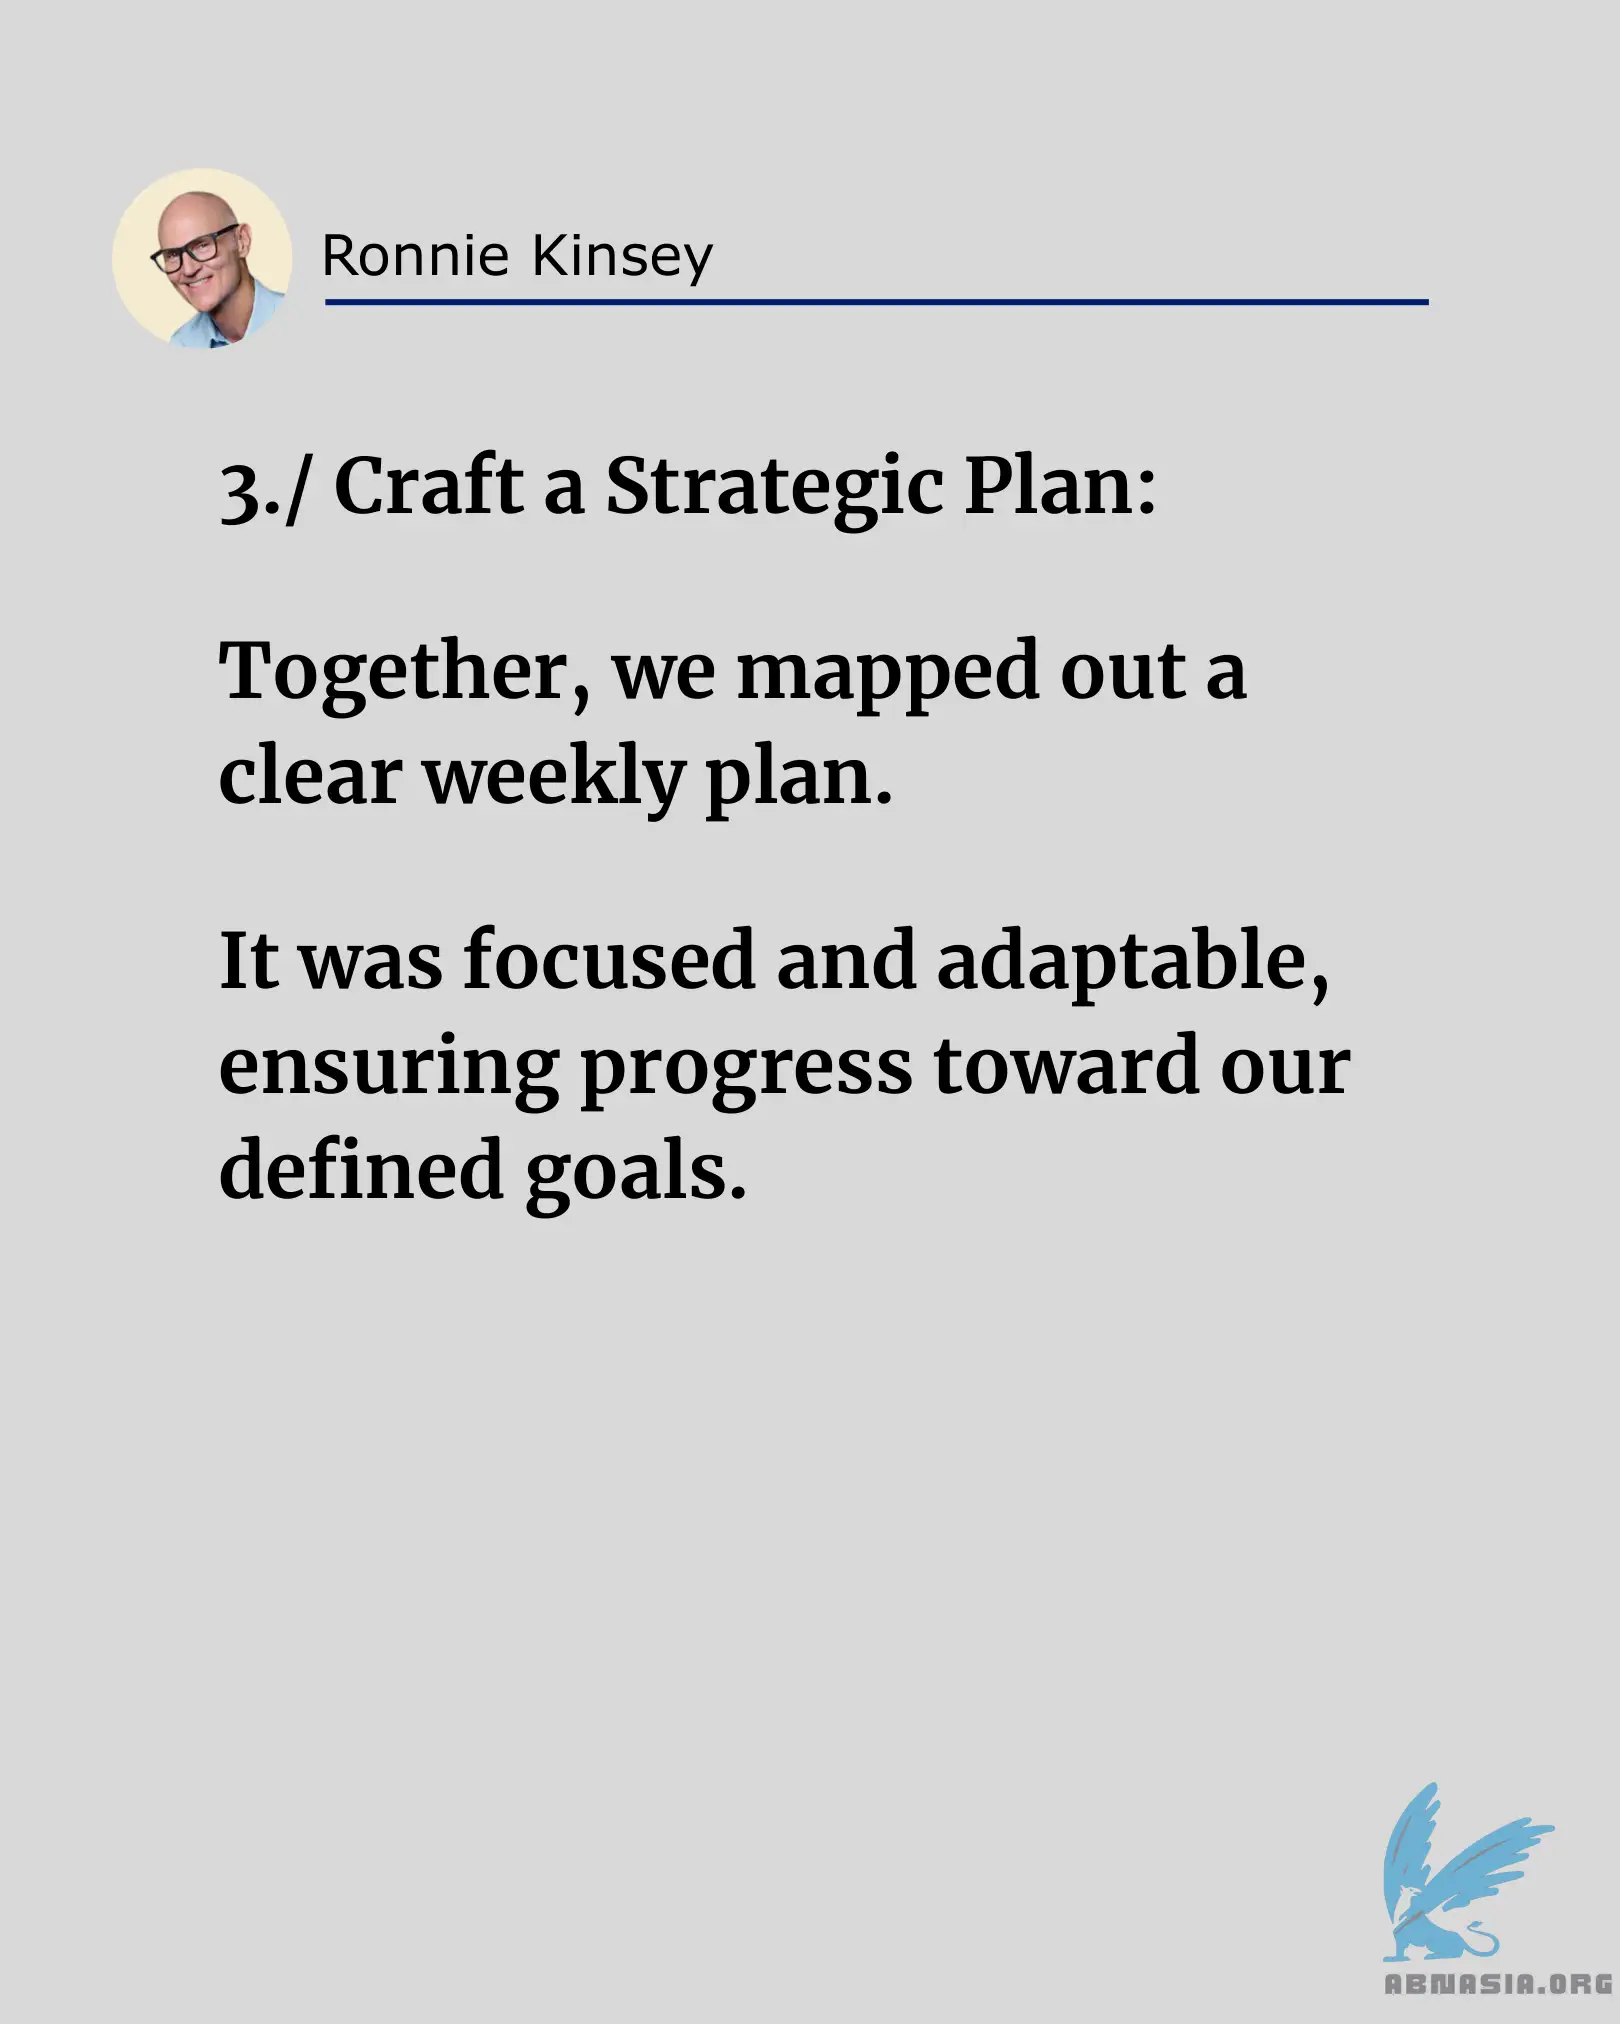 Ronnie Kinsey
3./ Craft a Strategic Plan:
Together, we mapped out a
clear weekly plan.
It was focused and adaptable,
ensuring progress toward our
defined goals.
ABNASIA.ORG